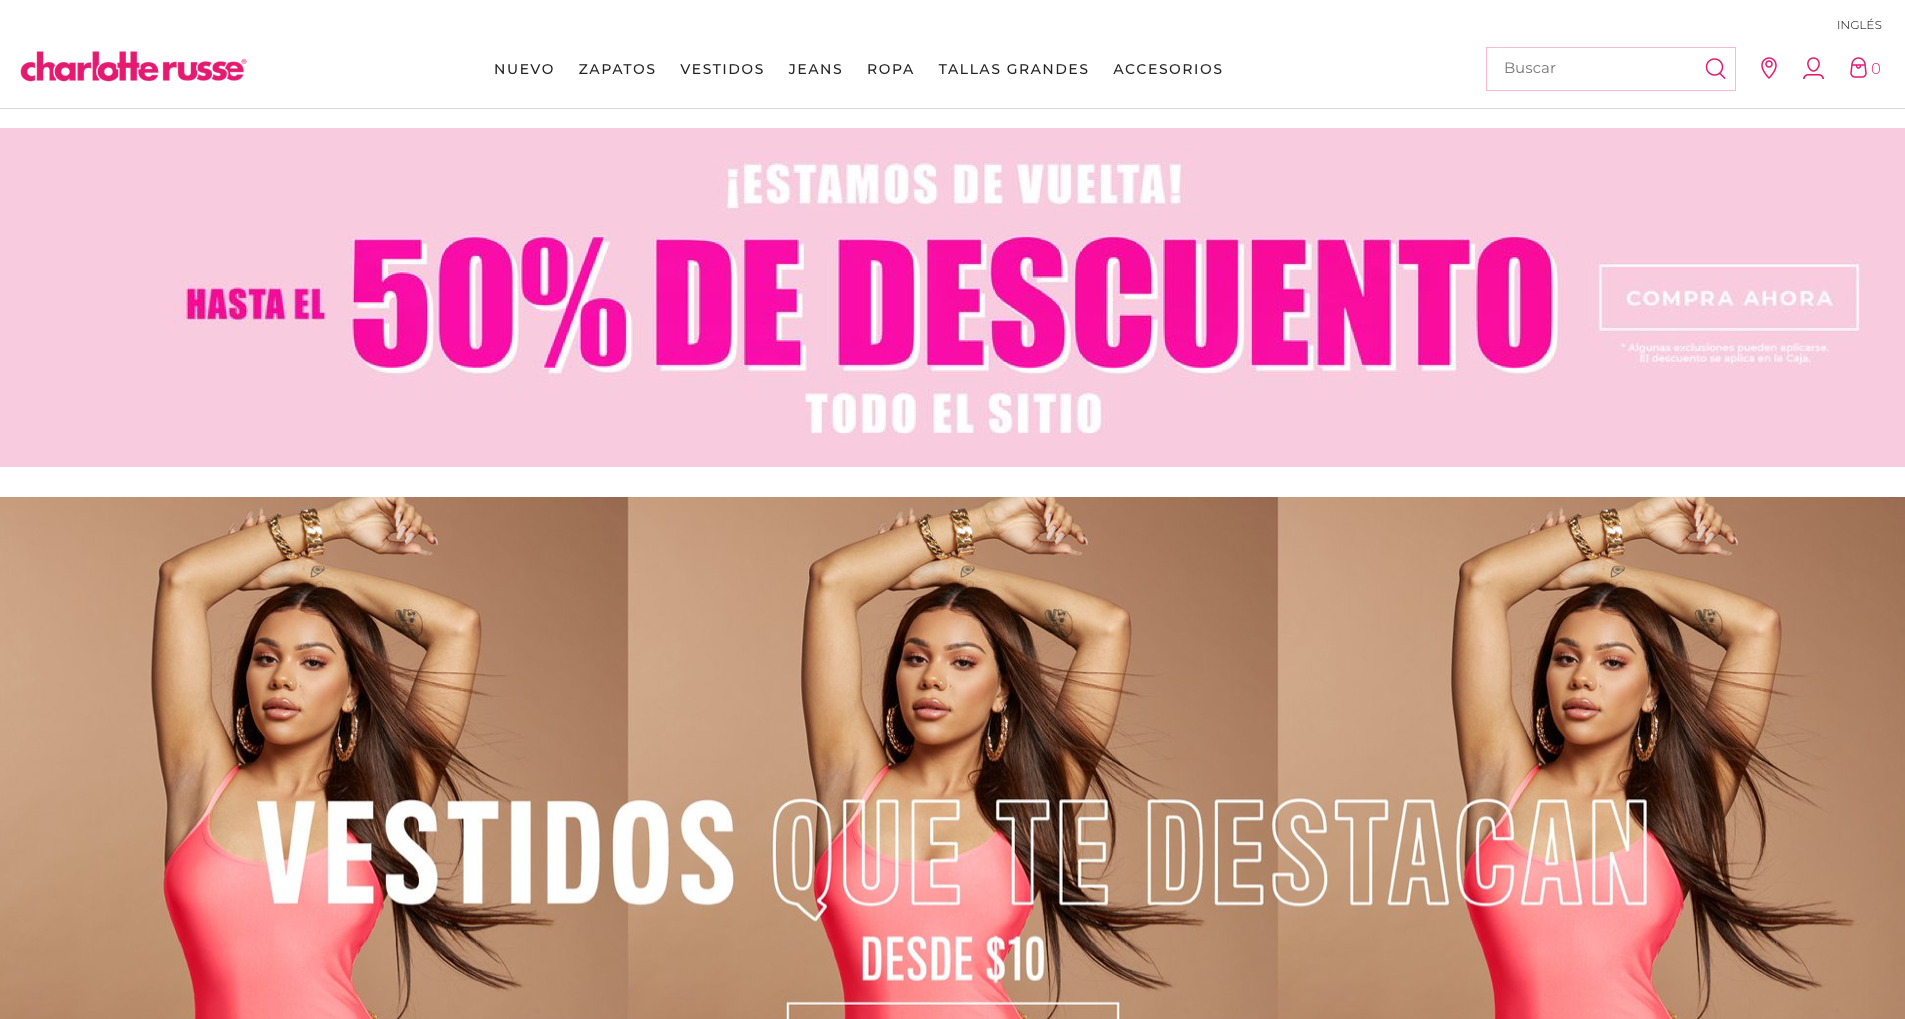 INGLÉS
charlotte russe®
NUEVO ZAPATOS VESTIDOS JEANS ROPA TALLAS GRANDES ACCESORIOS
Buscar
0
¡ESTAMOS DE VUELTA!
HASTA EL 50% DE DESCUENTO
COMPRA AHORA
* Algunas exclusiones pueden aplicarse.
El descuento se aplica en la Caja.
TODO EL SITIO
VESTIDOS QUE TE DESTACAN
DESDE $10